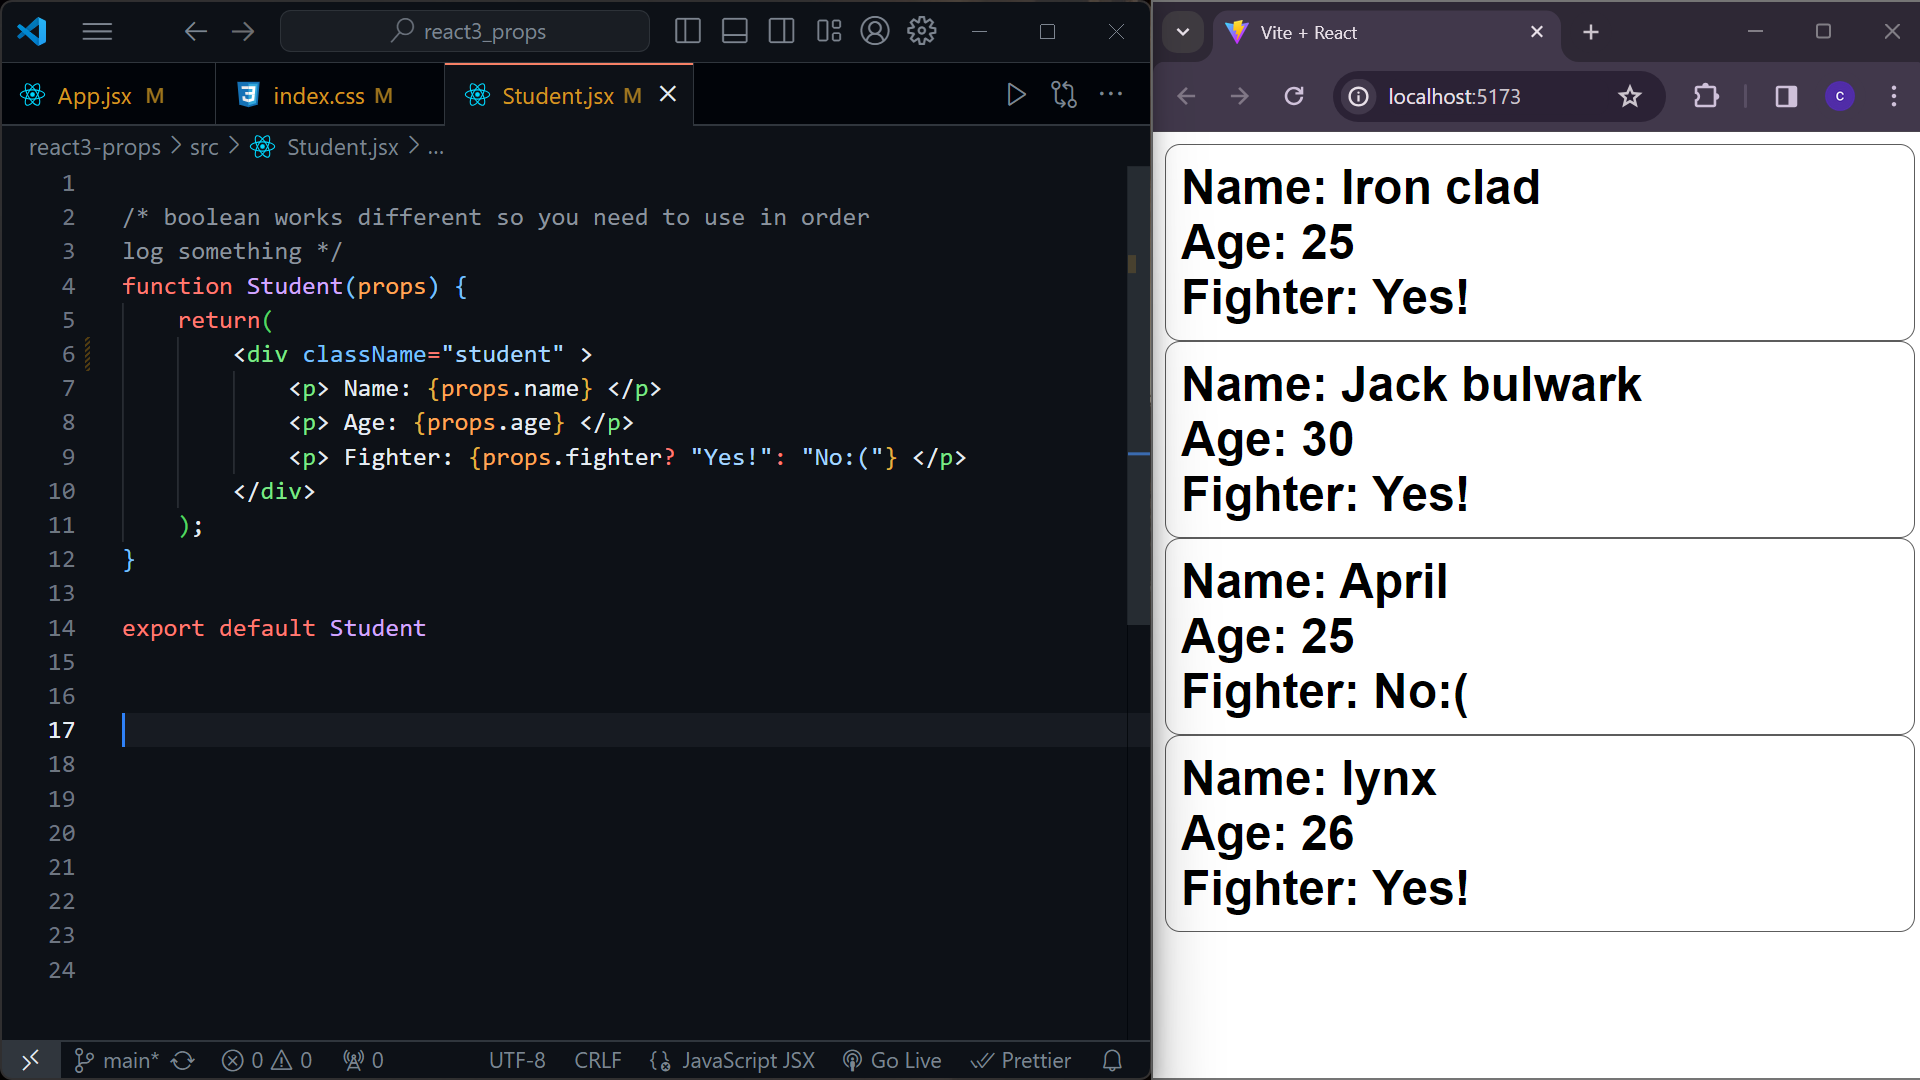 react3_props
App.jsx M
index.css M
Student.jsx M
react3-props > src > Student.jsx > ...
1
2 /* boolean works different so you need to use in order
3 log something */
4 function Student(props) {
5 return(
6 <div className="student" >
7 <p> Name: {props.name} </p>
8 <p> Age: {props.age} </p>
9 <p> Fighter: {props.fighter? "Yes!": "No:("} </p>
10 </div>
11 );
12 }
13
14 export default Student
15
16
17
18
19
20
21
22
23
24
main* 0 0 0 UTF-8 CRLF JavaScript JSX Go Live Prettier
Vite + React
localhost:5173
c
Name: Iron clad
Age: 25
Fighter: Yes!
Name: Jack bulwark
Age: 30
Fighter: Yes!
Name: April
Age: 25
Fighter: No:(
Name: lynx
Age: 26
Fighter: Yes!